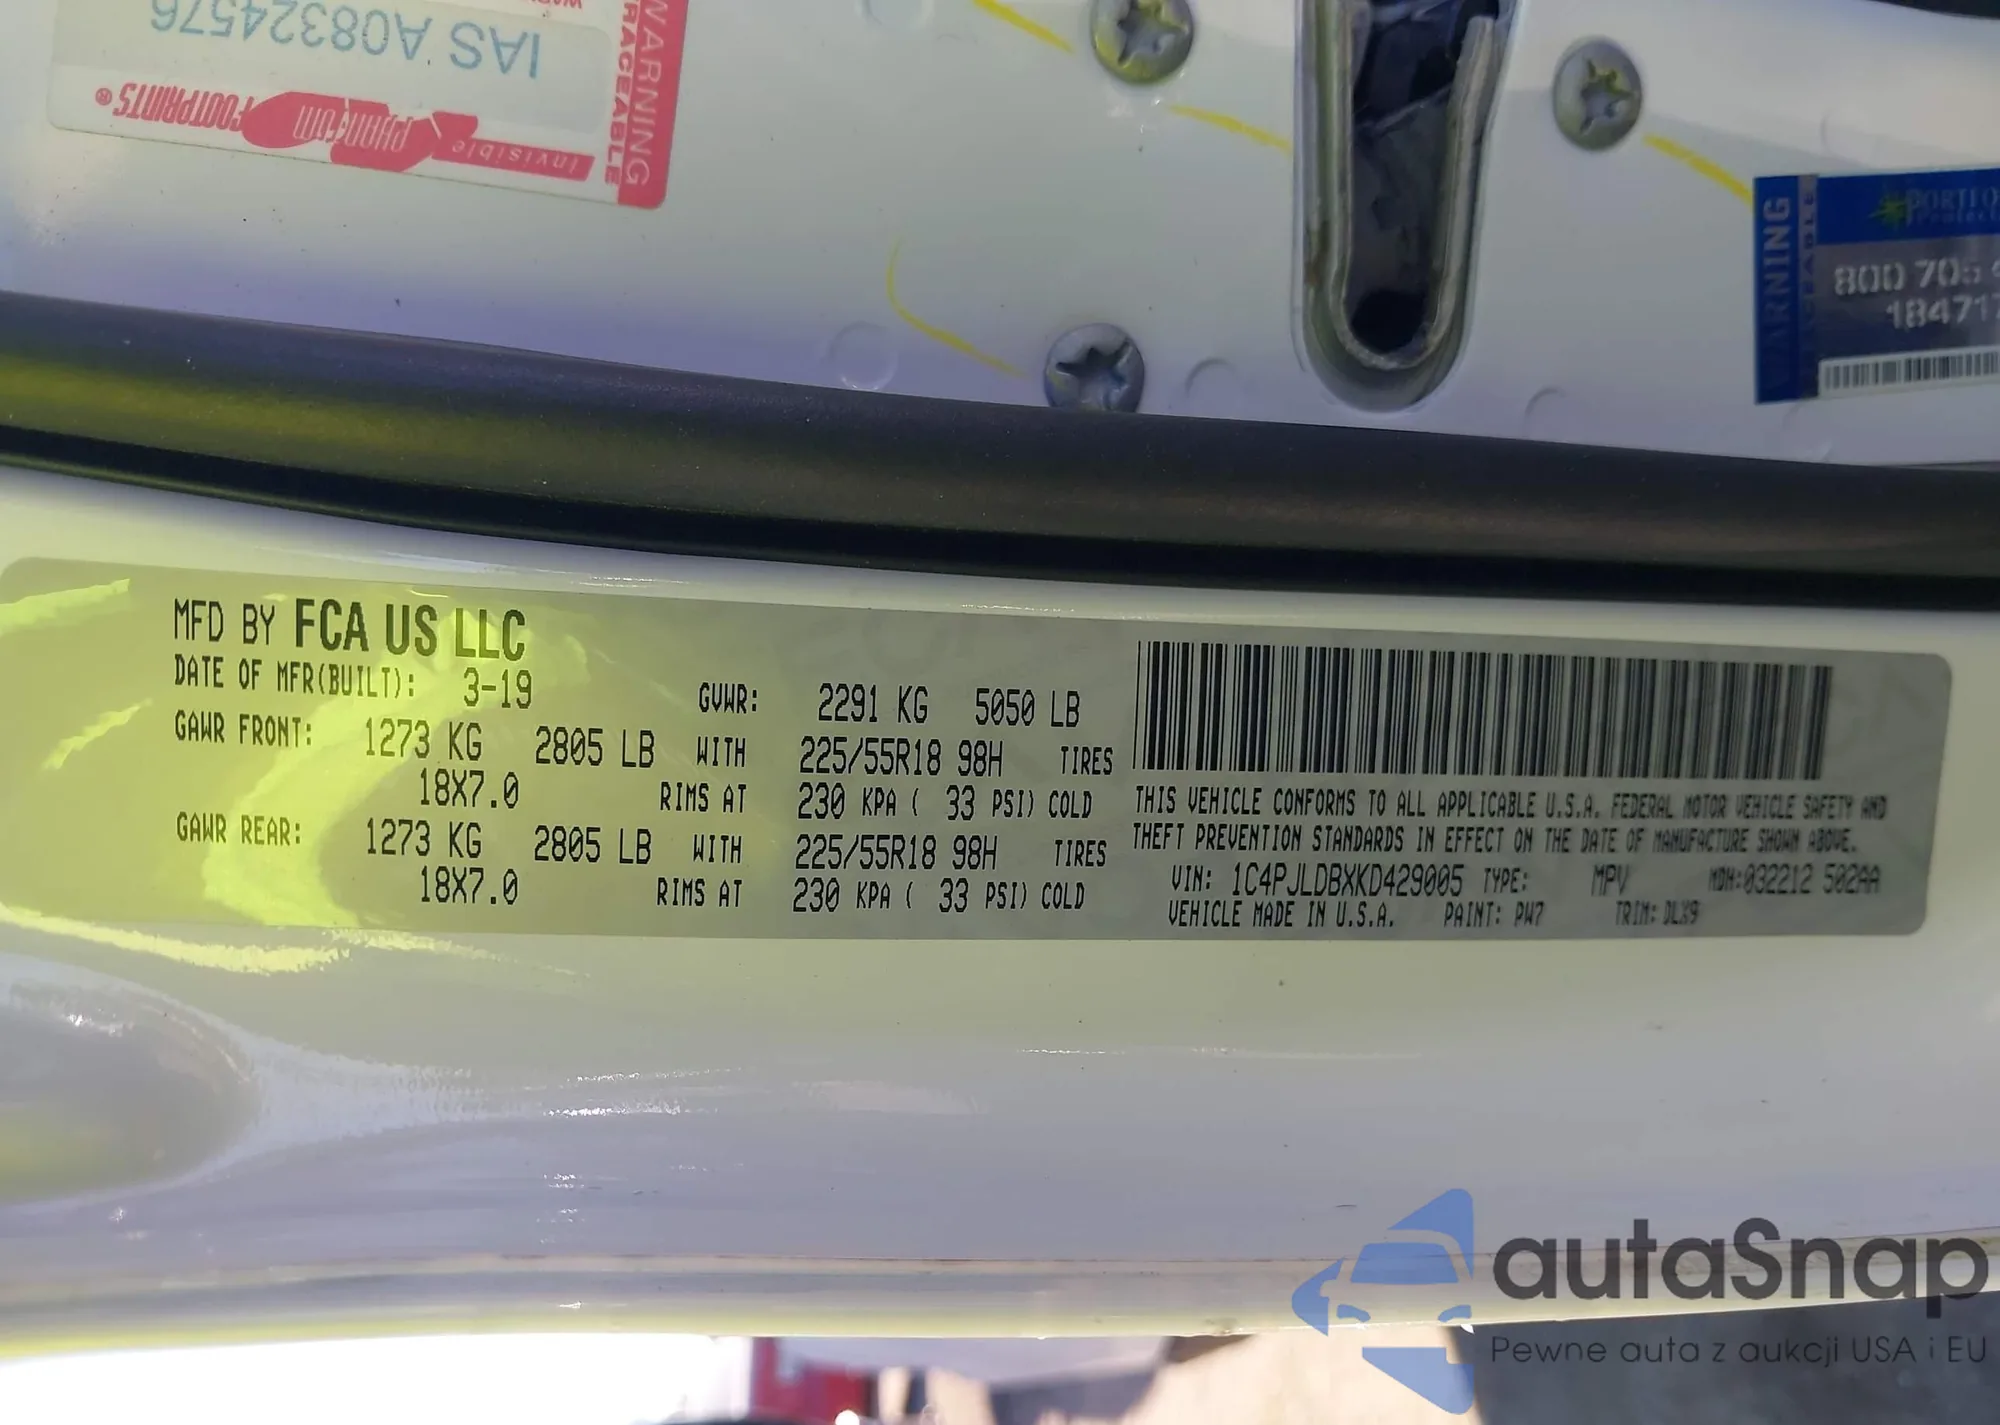 WARNING
TRACEABLE
IAS A08324576
Invisible PHANTOM FOOTPRINTS®
WARNING
800 705
184717
MFD BY FCA US LLC
DATE OF MFR(BUILT): 3-19 GVWR: 2291 KG 5050 LB
GAWR FRONT: 1273 KG 2805 LB WITH 225/55R18 98H TIRES
18X7.0 RIMS AT 230 KPA ( 33 PSI) COLD
GAWR REAR: 1273 KG 2805 LB WITH 225/55R18 98H TIRES
18X7.0 RIMS AT 230 KPA ( 33 PSI) COLD
THIS VEHICLE CONFORMS TO ALL APPLICABLE U.S.A. FEDERAL MOTOR VEHICLE SAFETY AND
THEFT PREVENTION STANDARDS IN EFFECT ON THE DATE OF MANUFACTURE SHOWN ABOVE.
VIN: 1C4PJLDBXKD429005 TYPE: MPV MDH:032212 502AA
VEHICLE MADE IN U.S.A. PAINT: PW7 TRIM: DLX9
autaSnap
Pewne auta z aukcji USA i EU